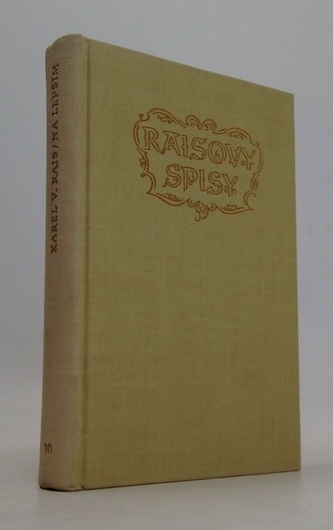 KAREL V. RAIS / NA LEPŠÍM
10
RAISOVY
SPISY